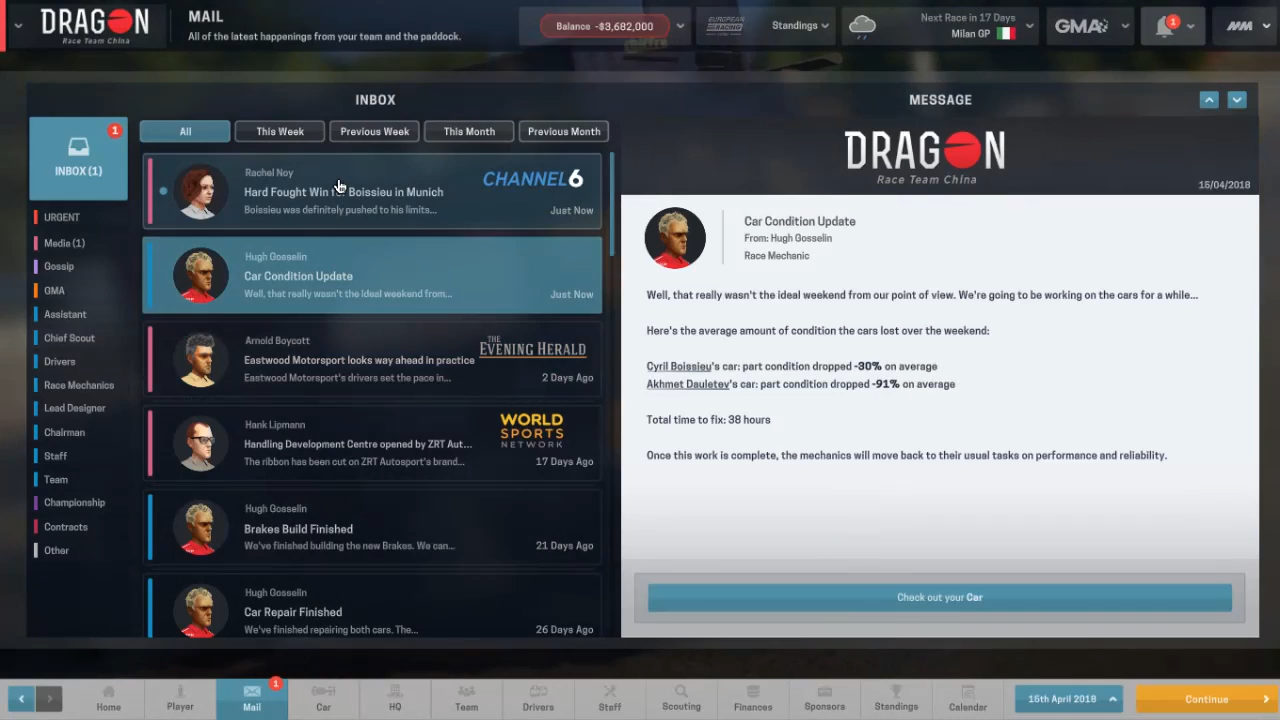 DRAGON
Race Team China
MAIL
All of the latest happenings from your team and the paddock.
Balance -$3,682,000
EUROPEAN
Standings
Next Race in 17 Days
Milan GP
GMA
1
INBOX
MESSAGE
1
INBOX (1)
All
This Week
Previous Week
This Month
Previous Month
URGENT
Media (1)
Gossip
GMA
Assistant
Chief Scout
Drivers
Race Mechanics
Lead Designer
Chairman
Staff
Team
Championship
Contracts
Other
Rachel Noy
Hard Fought Win for Boissieu in Munich
Boissieu was definitely pushed to his limits...
CHANNEL6
Just Now
Hugh Gosselin
Car Condition Update
Well, that really wasn't the ideal weekend from...
Just Now
Arnold Boycott
Eastwood Motorsport looks way ahead in practice
Eastwood Motorsport's drivers set the pace in...
THE
EVENING HERALD
2 Days Ago
Hank Lipmann
Handling Development Centre opened by ZRT Aut...
The ribbon has been cut on ZRT Autosport's brand...
WORLD
SPORTS
NETWORK
17 Days Ago
Hugh Gosselin
Brakes Build Finished
We've finished building the new Brakes. We can...
21 Days Ago
Hugh Gosselin
Car Repair Finished
We've finished repairing both cars. The...
26 Days Ago
DRAGON
Race Team China
15/04/2018
Car Condition Update
From: Hugh Gosselin
Race Mechanic
Well, that really wasn't the ideal weekend from our point of view. We're going to be working on the cars for a while...
Here's the average amount of condition the cars lost over the weekend:
Cyril Boissieu's car: part condition dropped -30% on average
Akhmet Dauletev's car: part condition dropped -91% on average
Total time to fix: 38 hours
Once this work is complete, the mechanics will move back to their usual tasks on performance and reliability.
Check out your Car
Home
Player
Mail
1
Car
HQ
Team
Drivers
Staff
Scouting
Finances
Sponsors
Standings
Calendar
15th April 2018
Continue